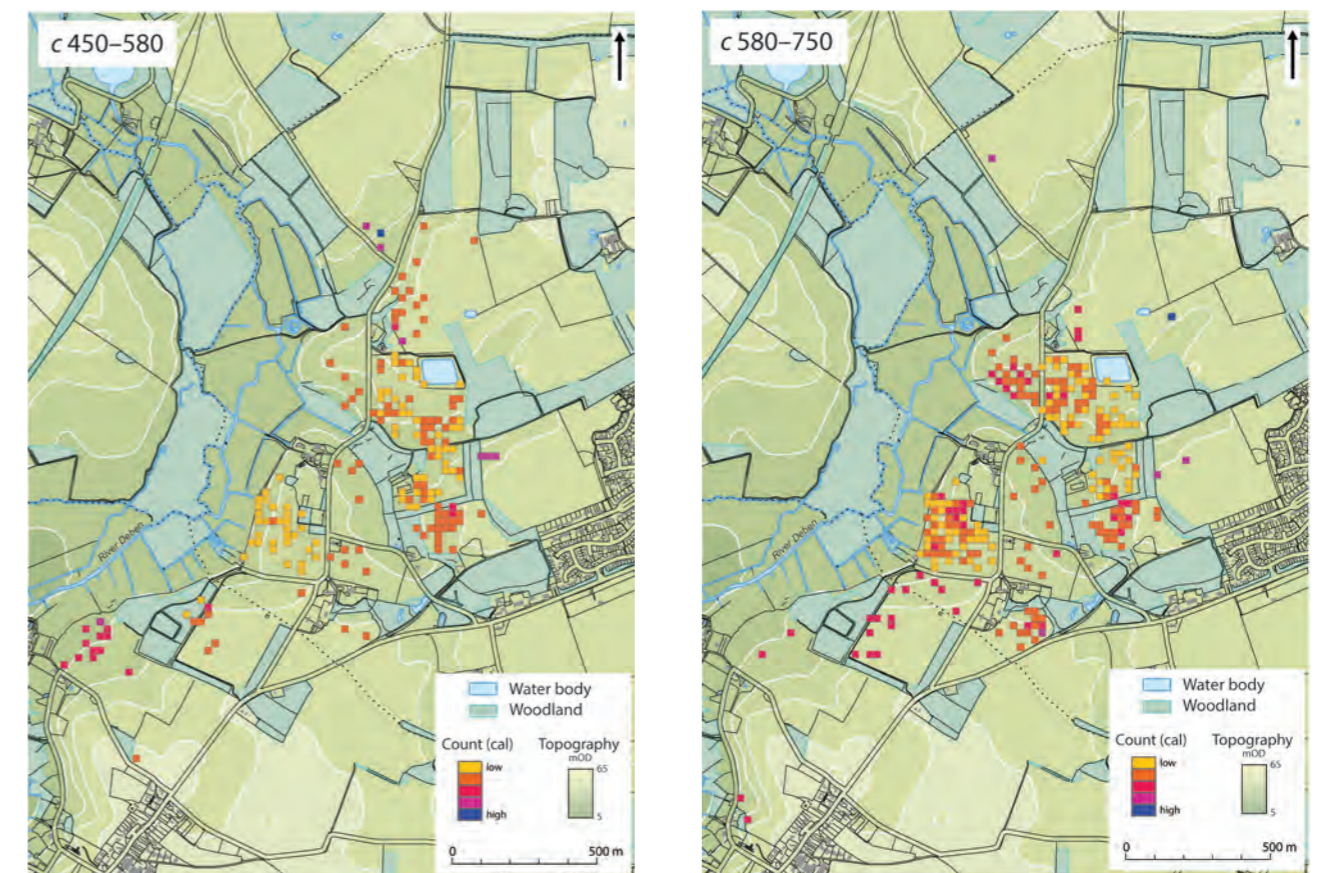 c 450–580
River Deben
Water body
Woodland
Count (cal)
low
high
Topography
mOD
65
5
0
500 m
c 580–750
River Deben
Water body
Woodland
Count (cal)
low
high
Topography
mOD
65
5
0
500 m